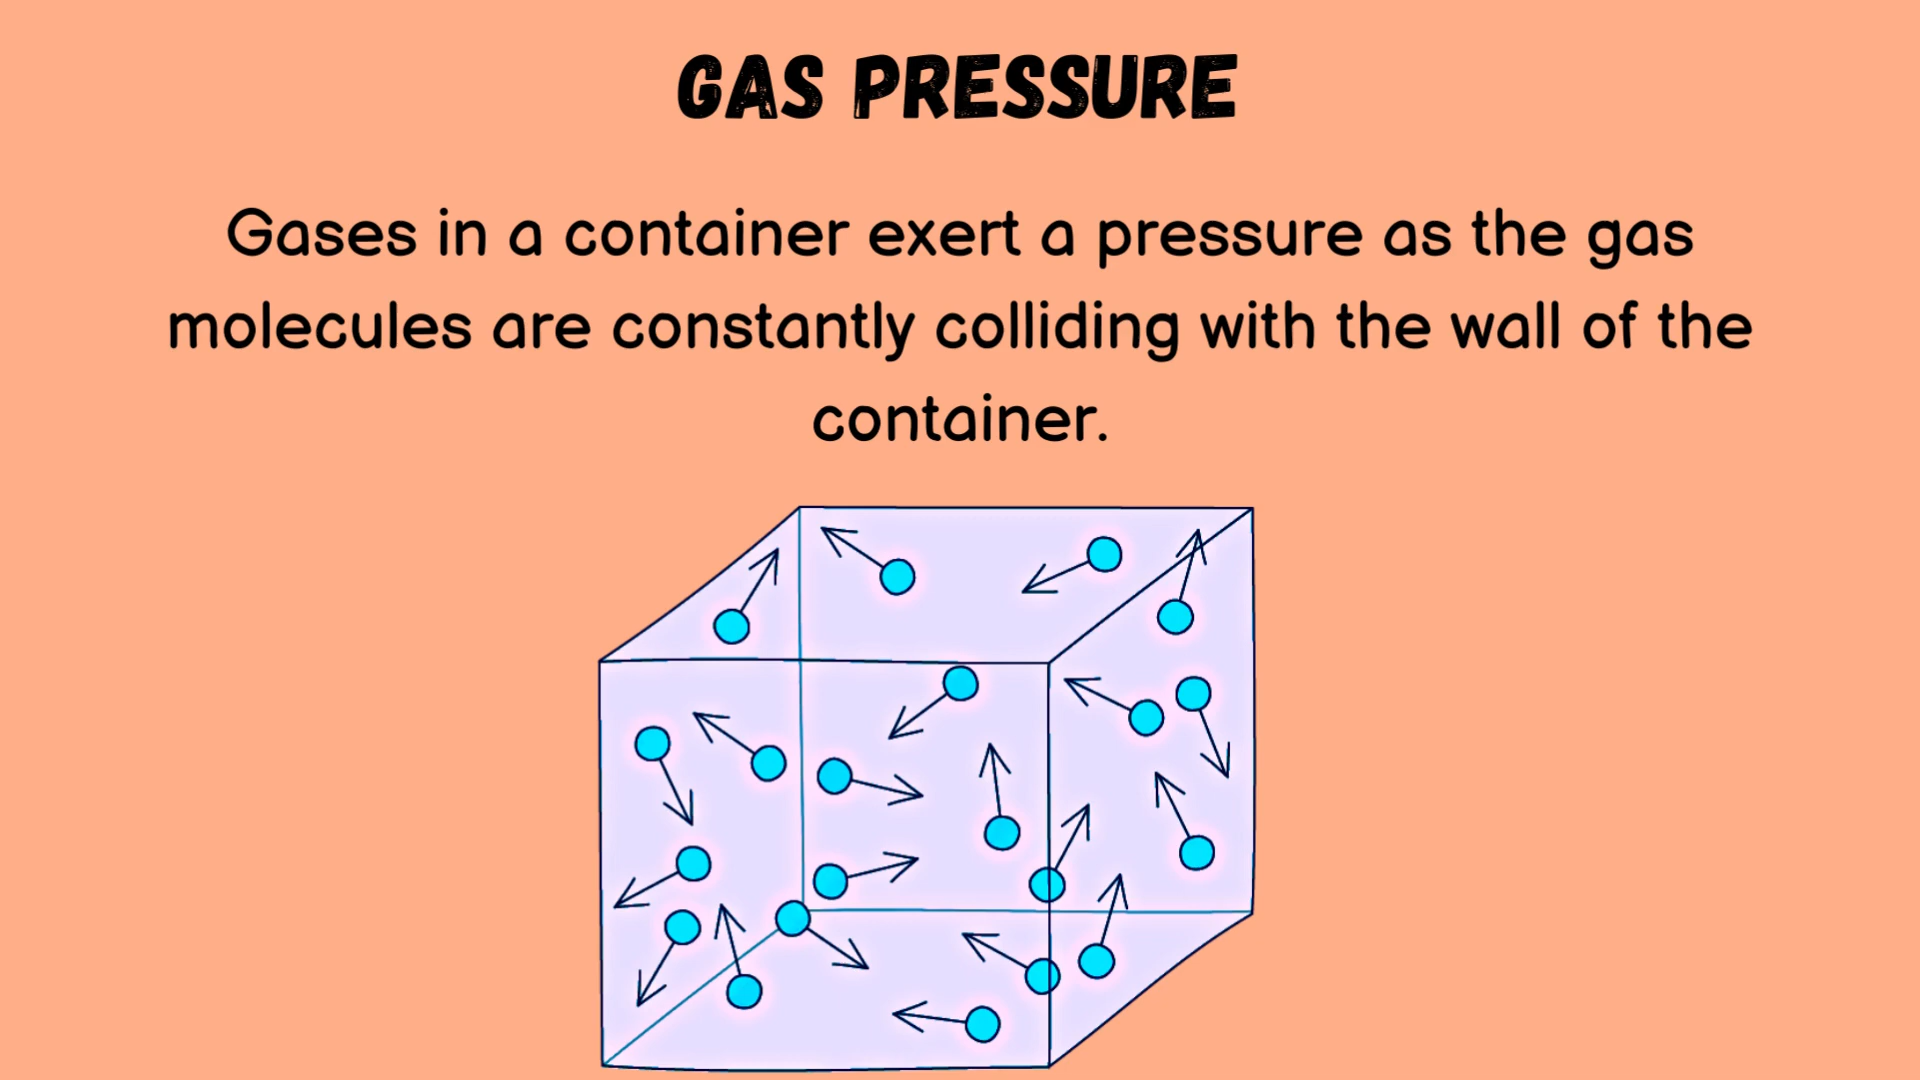 GAS PRESSURE
Gases in a container exert a pressure as the gas
molecules are constantly colliding with the wall of the
container.